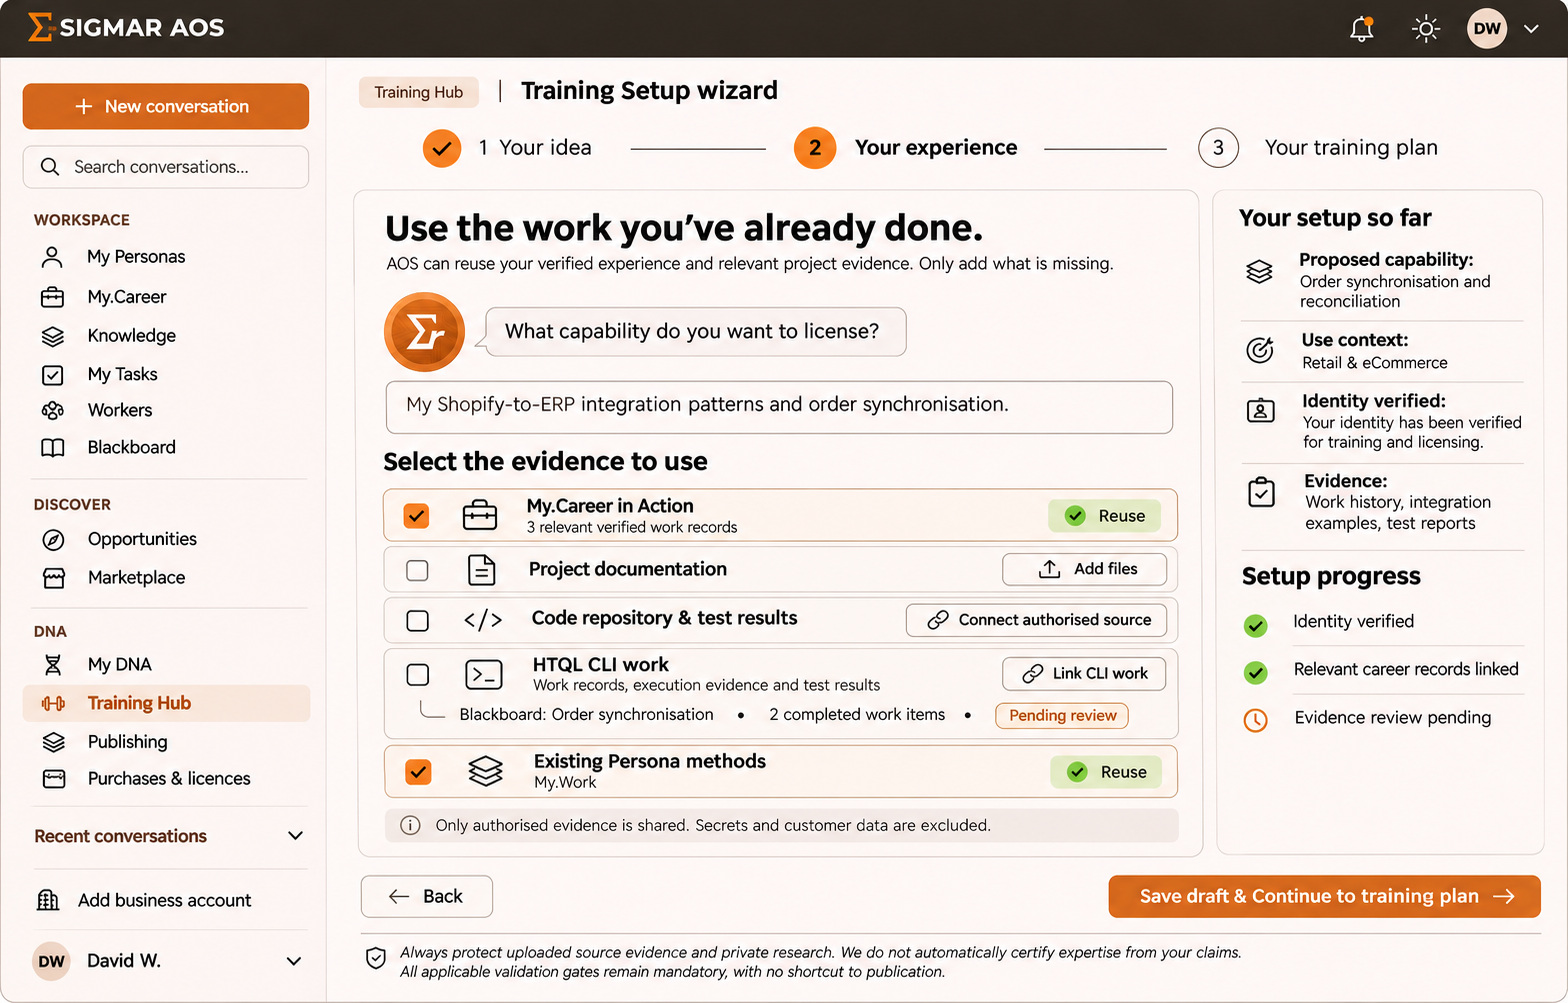 SIGMAR AOS
DW
New conversation
Search conversations...
WORKSPACE
My Personas
My.Career
Knowledge
My Tasks
Workers
Blackboard
DISCOVER
Opportunities
Marketplace
DNA
My DNA
Training Hub
Publishing
Purchases & licences
Recent conversations
Add business account
DW David W.
Training Hub | Training Setup wizard
1 Your idea
2 Your experience
3 Your training plan
Use the work you've already done.
AOS can reuse your verified experience and relevant project evidence. Only add what is missing.
Σr
What capability do you want to license?
My Shopify-to-ERP integration patterns and order synchronisation.
Select the evidence to use
My.Career in Action
3 relevant verified work records
Reuse
Project documentation
Add files
</> Code repository & test results
Connect authorised source
HTQL CLI work
Work records, execution evidence and test results
Link CLI work
Blackboard: Order synchronisation • 2 completed work items • Pending review
Existing Persona methods
My.Work
Reuse
Only authorised evidence is shared. Secrets and customer data are excluded.
Your setup so far
Proposed capability:
Order synchronisation and
reconciliation
Use context:
Retail & eCommerce
Identity verified:
Your identity has been verified
for training and licensing.
Evidence:
Work history, integration
examples, test reports
Setup progress
Identity verified
Relevant career records linked
Evidence review pending
Back
Save draft & Continue to training plan
Always protect uploaded source evidence and private research. We do not automatically certify expertise from your claims.
All applicable validation gates remain mandatory, with no shortcut to publication.